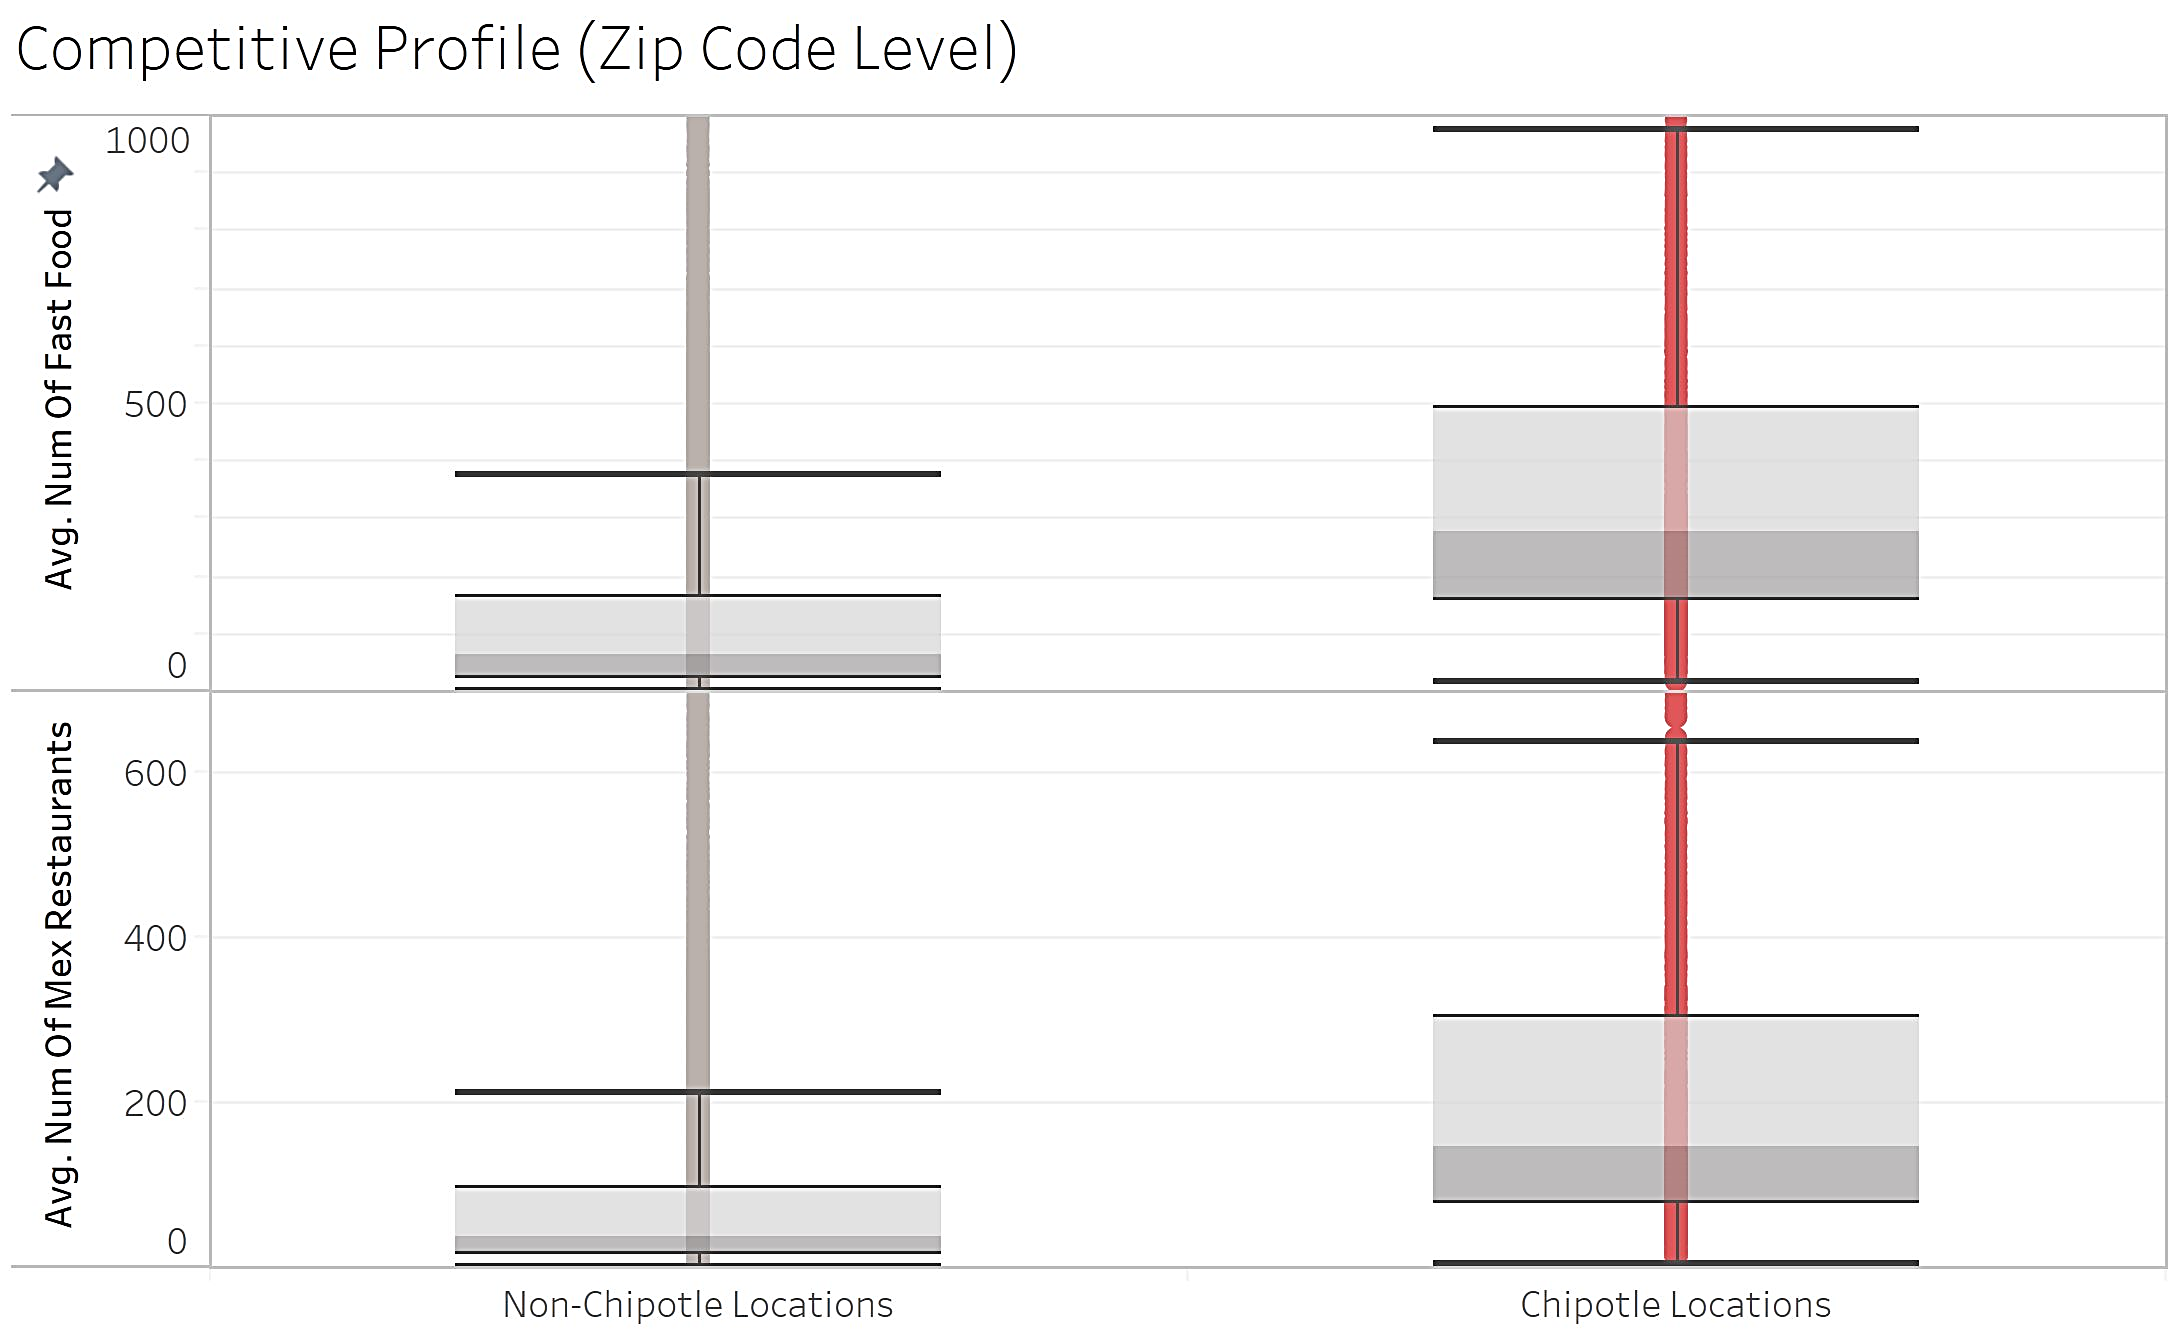 Competitive Profile (Zip Code Level)
Avg. Num Of Fast Food
1000
500
0
Avg. Num Of Mex Restaurants
600
400
200
0
Non-Chipotle Locations
Chipotle Locations